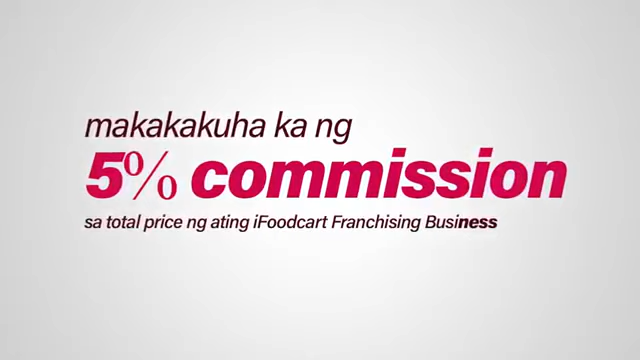 makakakuha ka ng
5% commission
sa total price ng ating iFoodcart Franchising Business